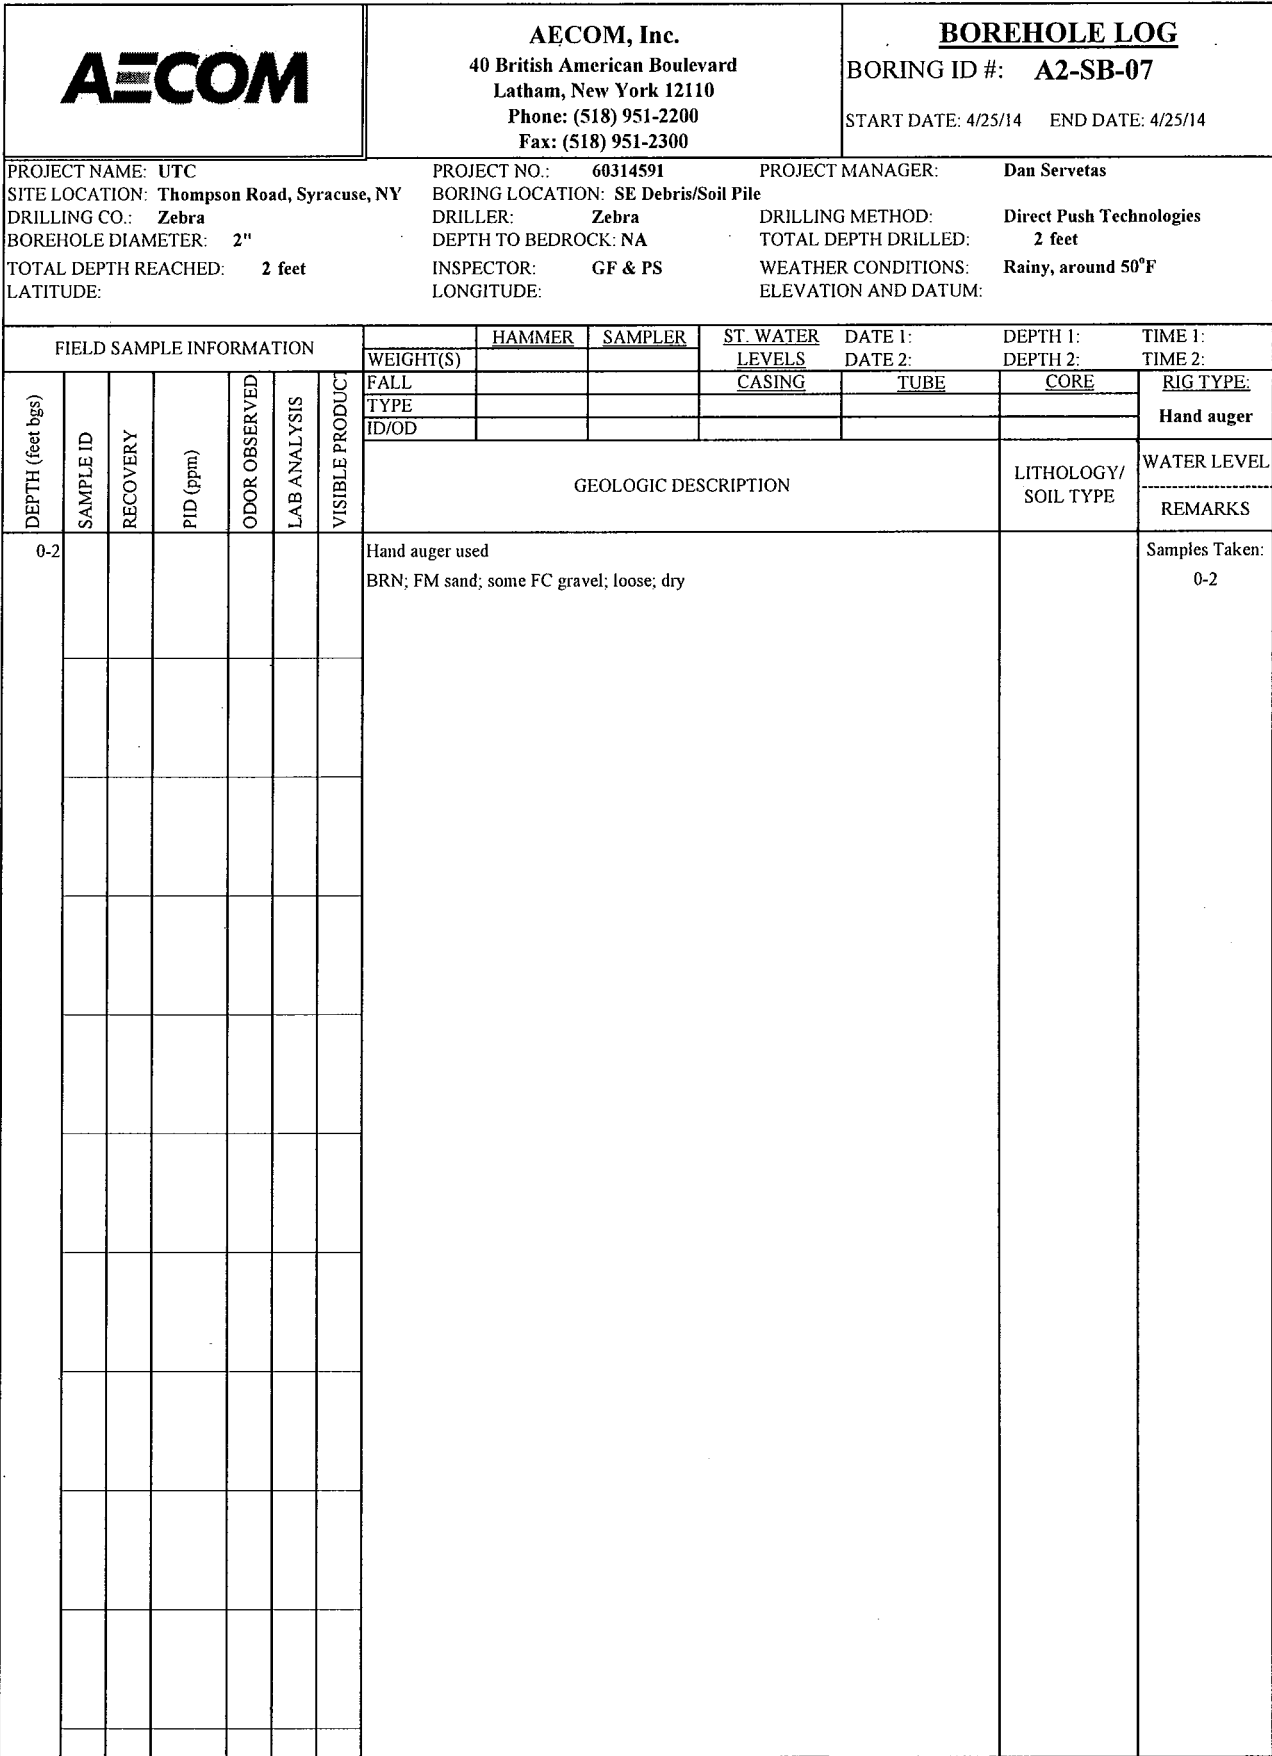 AECOM
AECOM, Inc.
40 British American Boulevard
Latham, New York 12110
Phone: (518) 951-2200
Fax: (518) 951-2300
BOREHOLE LOG
BORING ID #: A2-SB-07
START DATE: 4/25/14 END DATE: 4/25/14
PROJECT NAME: UTC PROJECT NO.: 60314591 PROJECT MANAGER: Dan Servetas
SITE LOCATION: Thompson Road, Syracuse, NY BORING LOCATION: SE Debris/Soil Pile
DRILLING CO.: Zebra DRILLER: Zebra DRILLING METHOD: Direct Push Technologies
BOREHOLE DIAMETER: 2" DEPTH TO BEDROCK: NA TOTAL DEPTH DRILLED: 2 feet
TOTAL DEPTH REACHED: 2 feet INSPECTOR: GF & PS WEATHER CONDITIONS: Rainy, around 50°F
LATITUDE: LONGITUDE: ELEVATION AND DATUM:
FIELD SAMPLE INFORMATION
HAMMER SAMPLER ST. WATER DATE 1: DEPTH 1: TIME 1:
WEIGHT(S) LEVELS DATE 2: DEPTH 2: TIME 2:
FALL CASING TUBE CORE RIG TYPE:
TYPE
Hand auger
ID/OD
DEPTH (feet bgs)
SAMPLE ID
RECOVERY
PID (ppm)
ODOR OBSERVED
LAB ANALYSIS
VISIBLE PRODUCT
GEOLOGIC DESCRIPTION
LITHOLOGY/
SOIL TYPE
WATER LEVEL
REMARKS
0-2 Hand auger used Samples Taken:
BRN; FM sand; some FC gravel; loose; dry 0-2